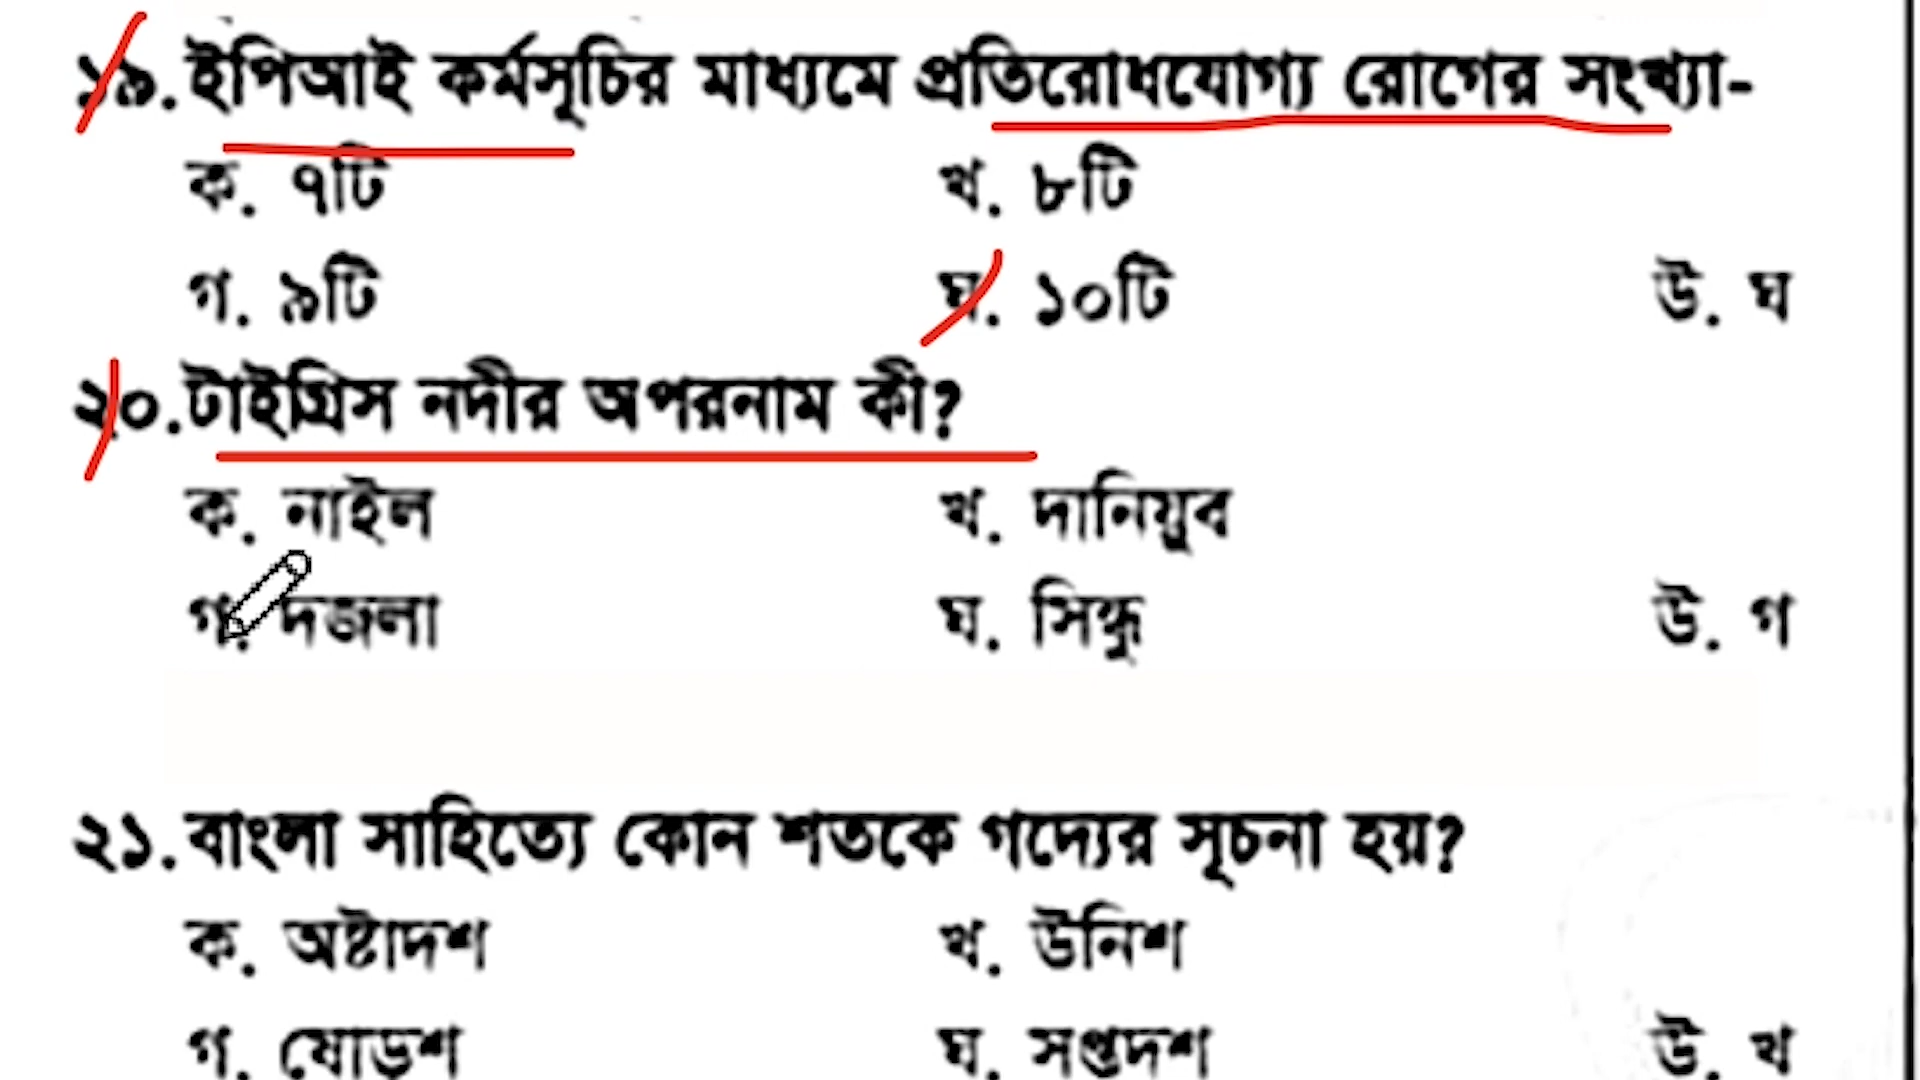 ১৯. ইপিআই কর্মসূচির মাধ্যমে প্রতিরোধযোগ্য রোগের সংখ্যা-
ক. ৭টি খ. ৮টি
গ. ৯টি ঘ. ১০টি উ. ঘ
২০. টাইগ্রিস নদীর অপরনাম কী?
ক. নাইল খ. দানিয়ুব
গ. দজলা ঘ. সিন্ধু উ. গ
২১. বাংলা সাহিত্যে কোন শতকে গদ্যের সূচনা হয়?
ক. অষ্টাদশ খ. উনিশ
গ. ষোড়শ ঘ. সপ্তদশ উ. খ